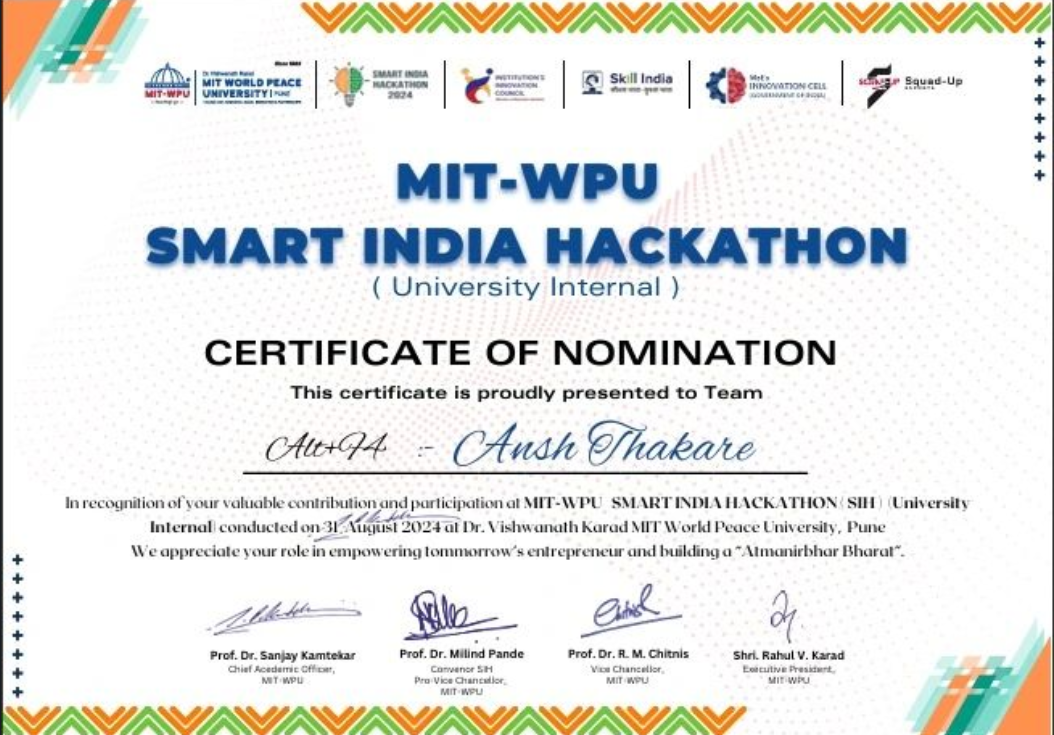 Since 1983
Dr. Vishwanath Karad
MIT WORLD PEACE
UNIVERSITY | PUNE
MIT-WPU
SMART INDIA
HACKATHON
2024
INSTITUTION'S
INNOVATION
COUNCIL
Skill India
कौशल भारत - कुशल भारत
MoE's
INNOVATION CELL
(GOVERNMENT OF INDIA)
Squad-Up
ESPORTS
MIT-WPU
SMART INDIA HACKATHON
( University Internal )
CERTIFICATE OF NOMINATION
This certificate is proudly presented to Team
Alt+F4 :- Ansh Thakare
In recognition of your valuable contribution and participation at MIT-WPU SMART INDIA HACKATHON ( SIH ) (University
Internal) conducted on 31 August 2024 at Dr. Vishwanath Karad MIT World Peace University, Pune
We appreciate your role in empowering tommorrow's entrepreneur and building a "Atmanirbhar Bharat".
Prof. Dr. Sanjay Kamtekar
Chief Academic Officer,
MIT-WPU
Prof. Dr. Milind Pande
Convenor SIH
Pro-Vice Chancellor,
MIT-WPU
Prof. Dr. R. M. Chitnis
Vice Chancellor,
MIT-WPU
Shri. Rahul V. Karad
Executive President,
MIT-WPU